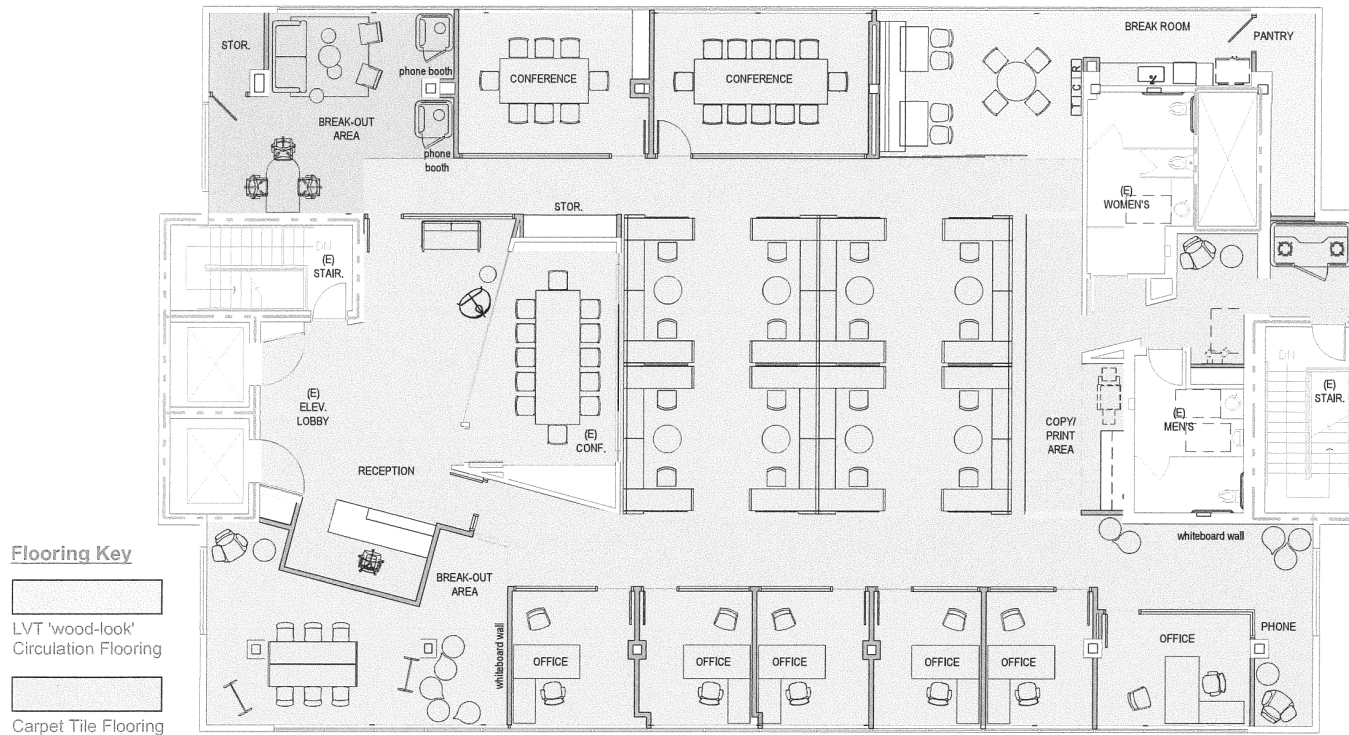 STOR.
phone booth
BREAK-OUT
AREA
phone
booth
CONFERENCE
CONFERENCE
BREAK ROOM
PANTRY
T C R
(E)
WOMEN'S
STOR.
DN
(E)
STAIR.
(E)
ELEV.
LOBBY
(E)
CONF.
RECEPTION
COPY/
PRINT
AREA
(E)
MEN'S
DN
(E)
STAIR.
whiteboard wall
BREAK-OUT
AREA
whiteboard wall
OFFICE
OFFICE
OFFICE
OFFICE
OFFICE
OFFICE
PHONE
Flooring Key
LVT 'wood-look'
Circulation Flooring
Carpet Tile Flooring